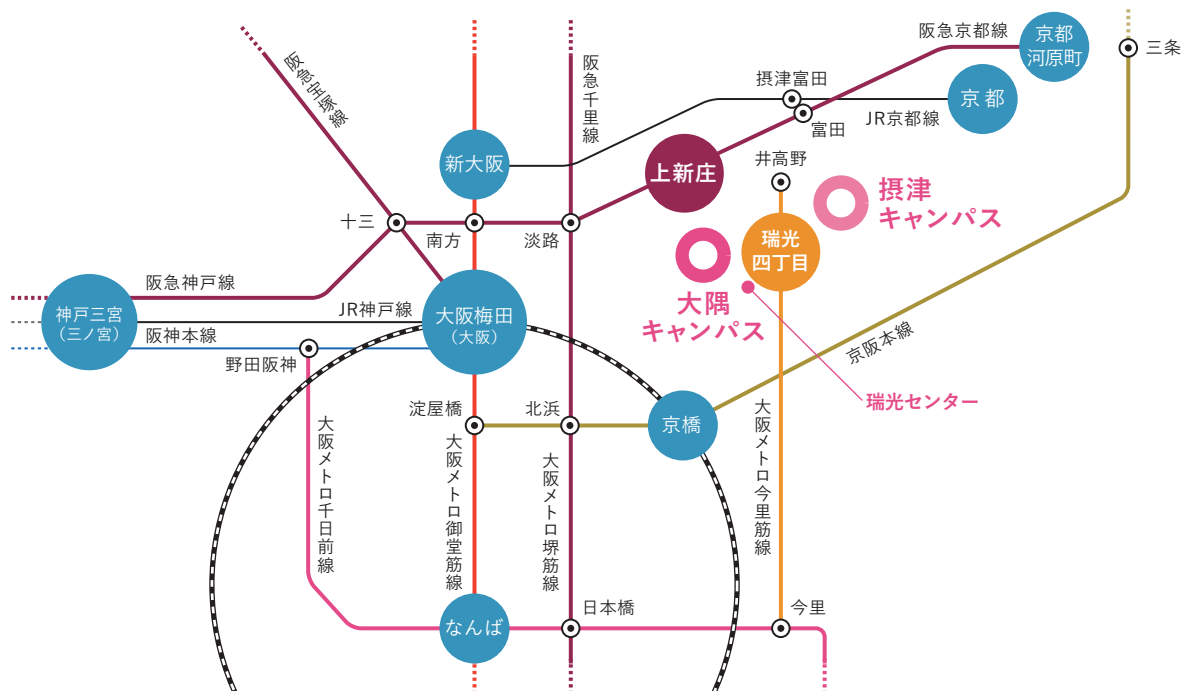 阪急京都線
京都
河原町
三条
阪急宝塚線
阪急千里線
摂津富田
京都
JR京都線
富田
新大阪
上新庄
井高野
摂津
キャンパス
十三
南方
淡路
瑞光
四丁目
阪急神戸線
大隅
キャンパス
神戸三宮
（三ノ宮）
JR神戸線
大阪梅田
（大阪）
阪神本線
野田阪神
京阪本線
瑞光センター
淀屋橋
北浜
京橋
大阪メトロ千日前線
大阪メトロ御堂筋線
大阪メトロ堺筋線
大阪メトロ今里筋線
なんば
日本橋
今里